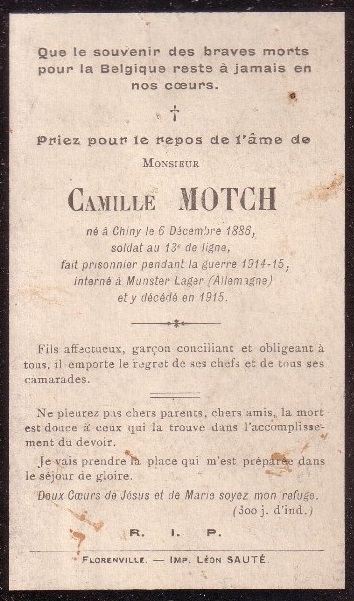 Que le souvenir des braves morts
pour la Belgique reste à jamais en
nos cœurs.
†
Priez pour le repos de l'âme de
Monsieur
Camille MOTCH
né à Chiny le 6 Décembre 1886,
soldat au 13e de ligne,
fait prisonnier pendant la guerre 1914-15,
interné à Munster Lager (Allemagne)
et y décédé en 1915.
Fils affectueux, garçon conciliant et obligeant à
tous, il emporte le regret de ses chefs et de tous ses
camarades.
Ne pleurez pas chers parents, chers amis, la mort
est douce à ceux qui la trouve dans l'accomplisse-
ment du devoir.
Je vais prendre la place qui m'est préparée dans
le séjour de gloire.
Doux Cœurs de Jésus et de Marie soyez mon refuge.
(300 j. d'ind.)
R. I. P.
Florenville. — Imp. Léon SAUTÉ.